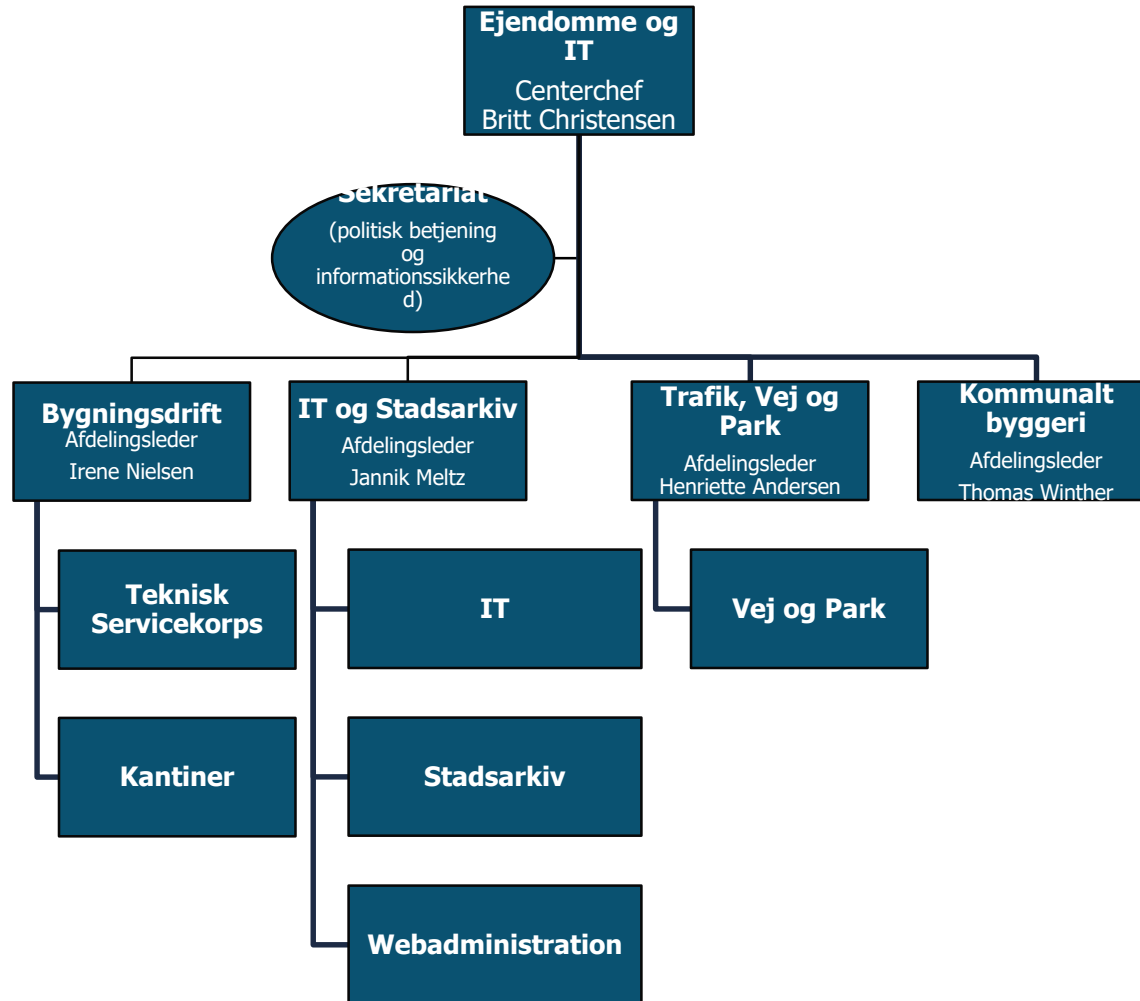 Ejendomme og
IT
Centerchef
Britt Christensen
Sekretariat
(politisk betjening
og
informationssikkerhe
d)
Bygningsdrift
Afdelingsleder
Irene Nielsen
IT og Stadsarkiv
Afdelingsleder
Jannik Meltz
Trafik, Vej og
Park
Afdelingsleder
Henriette Andersen
Kommunalt
byggeri
Afdelingsleder
Thomas Winther
Teknisk
Servicekorps
IT
Vej og Park
Kantiner
Stadsarkiv
Webadministration